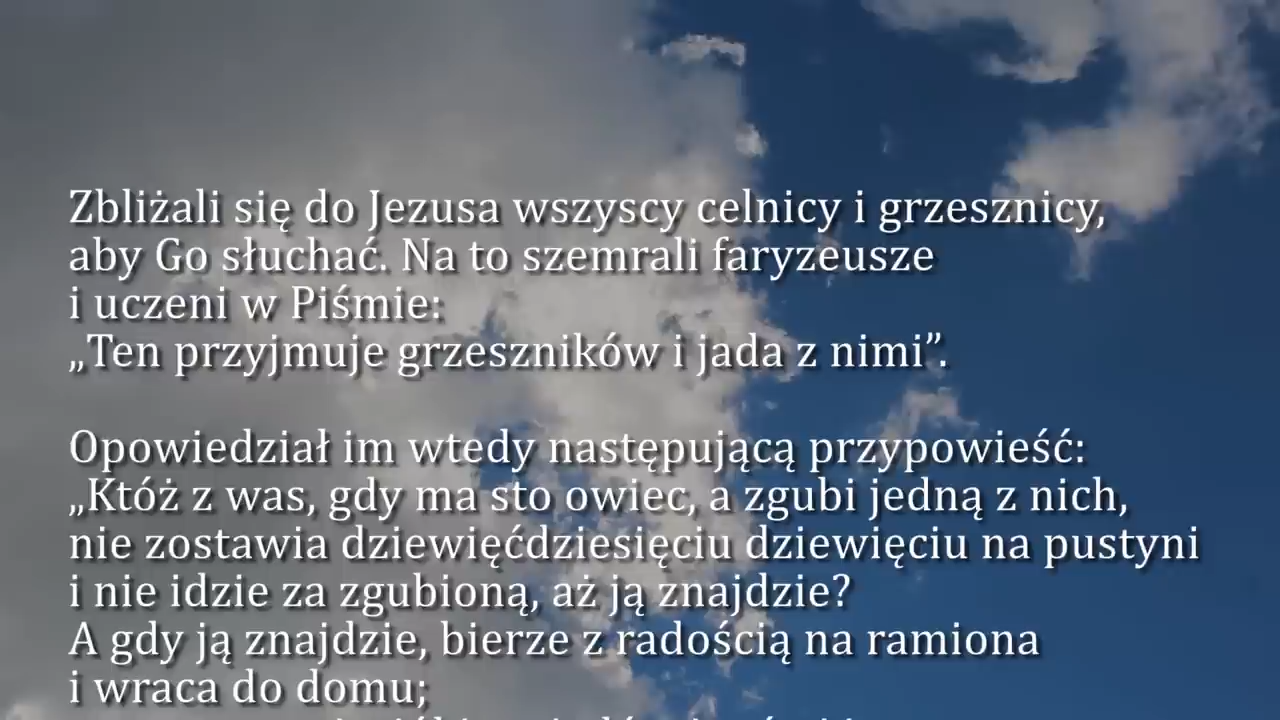 Zbliżali się do Jezusa wszyscy celnicy i grzesznicy,
aby Go słuchać. Na to szemrali faryzeusze
i uczeni w Piśmie:
„Ten przyjmuje grzeszników i jada z nimi”.
Opowiedział im wtedy następującą przypowieść:
„Któż z was, gdy ma sto owiec, a zgubi jedną z nich,
nie zostawia dziewięćdziesięciu dziewięciu na pustyni
i nie idzie za zgubioną, aż ją znajdzie?
A gdy ją znajdzie, bierze z radością na ramiona
i wraca do domu;